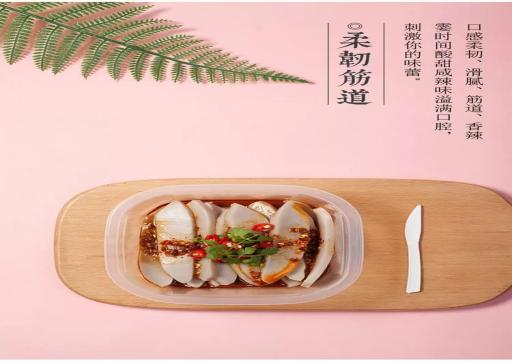 口感柔韧、滑腻、筋道、香辣
霎时间酸甜咸辣味溢满口腔，
刺激你的味蕾。
◎柔韌筋道